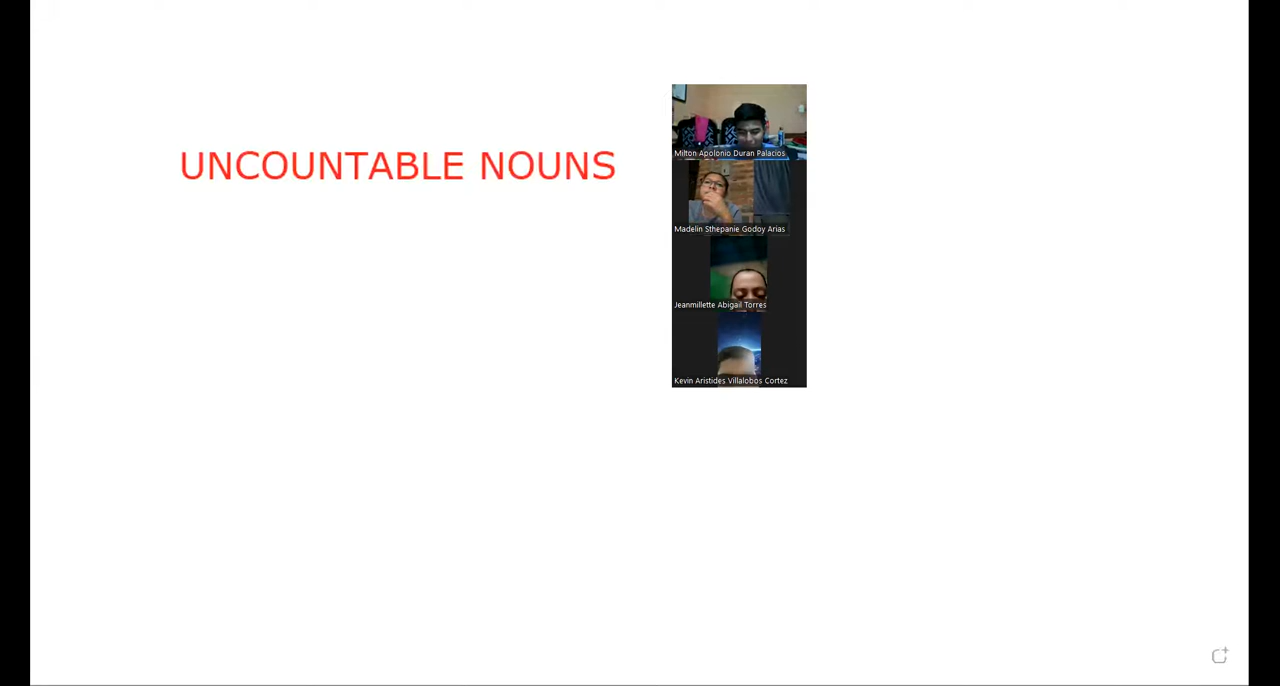 UNCOUNTABLE NOUNS
Milton Apolonio Duran Palacios
Madelin Sthepanie Godoy Arias
Jeanmillette Abigail Torres
Kevin Aristides Villalobos Cortez